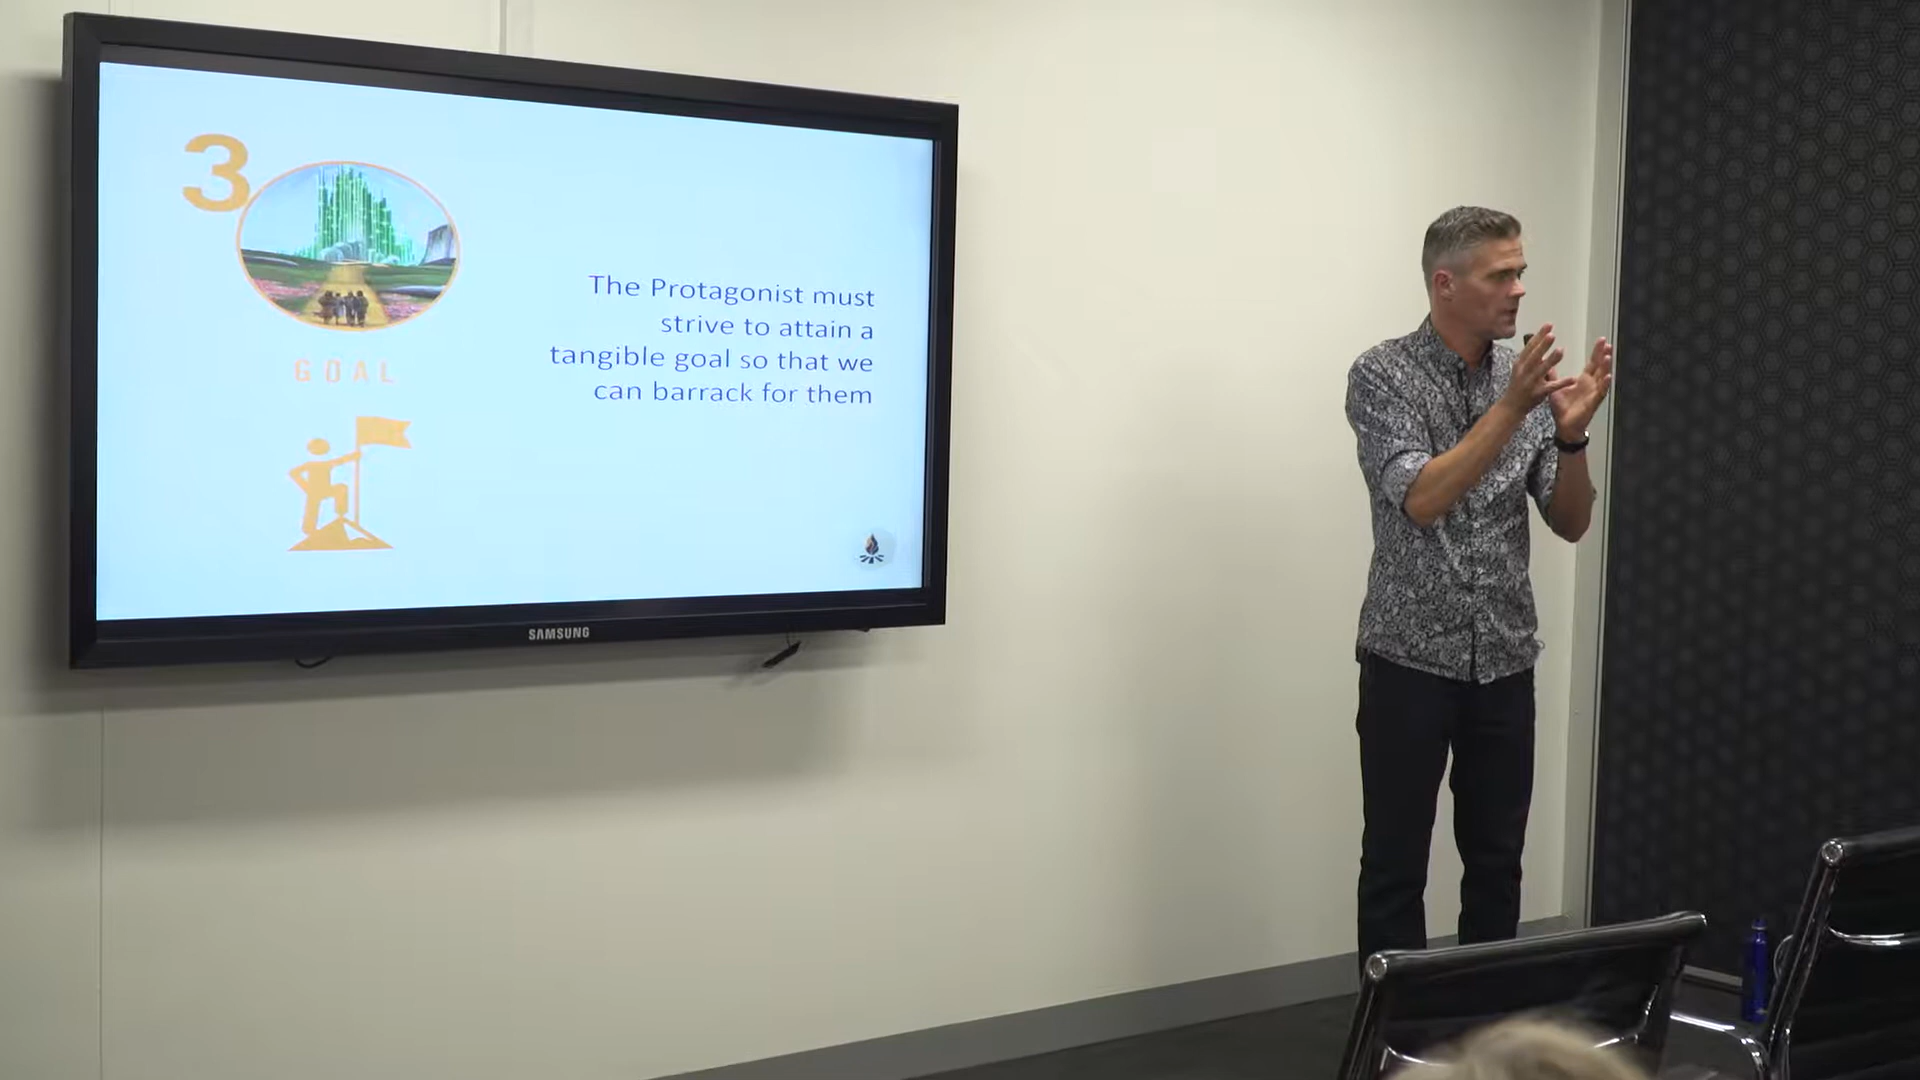 3
GOAL
The Protagonist must
strive to attain a
tangible goal so that we
can barrack for them
SAMSUNG